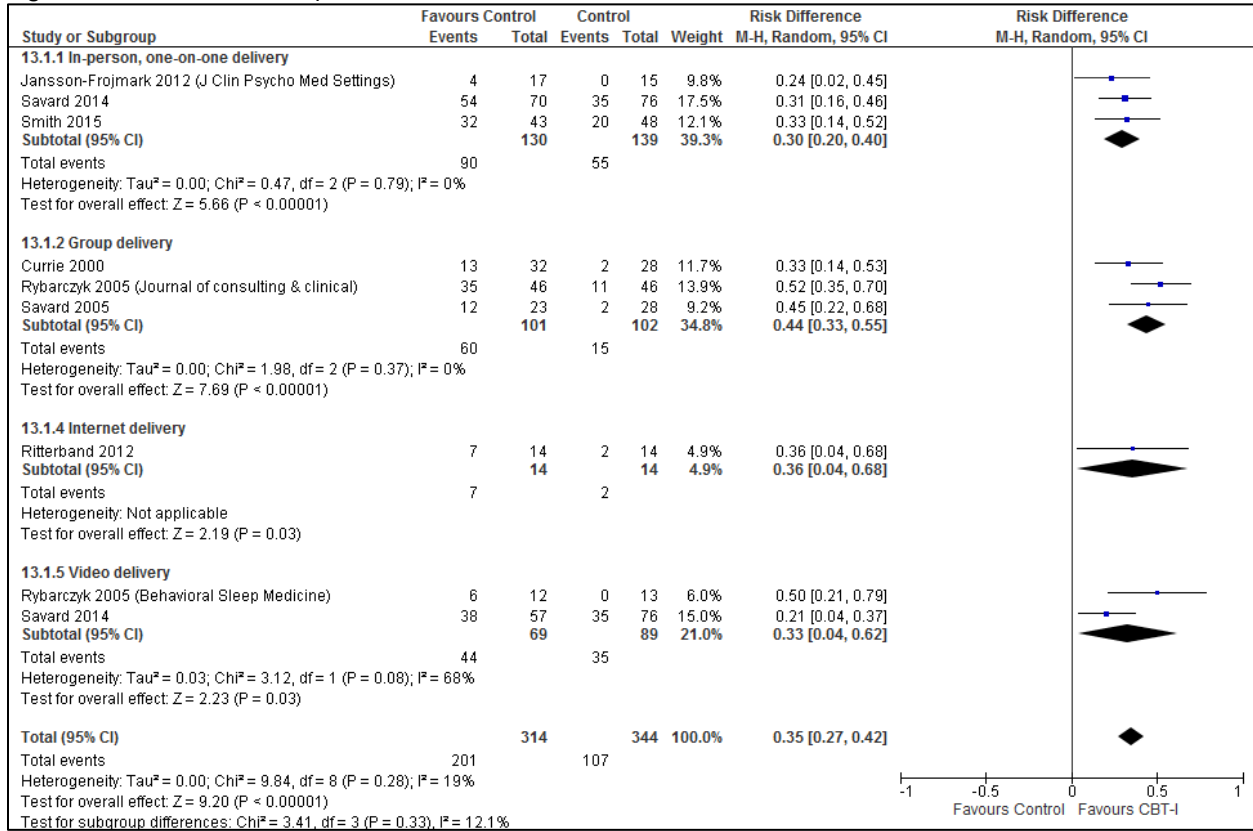 Favours Control Control Risk Difference Risk Difference
Study or Subgroup Events Total Events Total Weight M-H, Random, 95% CI M-H, Random, 95% CI
13.1.1 In-person, one-on-one delivery
Jansson-Frojmark 2012 (J Clin Psycho Med Settings) 4 17 0 15 9.8% 0.24 [0.02, 0.45]
Savard 2014 54 70 35 76 17.5% 0.31 [0.16, 0.46]
Smith 2015 32 43 20 48 12.1% 0.33 [0.14, 0.52]
Subtotal (95% CI) 130 139 39.3% 0.30 [0.20, 0.40]
Total events 90 55
Heterogeneity: Tau² = 0.00; Chi² = 0.47, df = 2 (P = 0.79); I² = 0%
Test for overall effect: Z = 5.66 (P < 0.00001)
13.1.2 Group delivery
Currie 2000 13 32 2 28 11.7% 0.33 [0.14, 0.53]
Rybarczyk 2005 (Journal of consulting & clinical) 35 46 11 46 13.9% 0.52 [0.35, 0.70]
Savard 2005 12 23 2 28 9.2% 0.45 [0.22, 0.68]
Subtotal (95% CI) 101 102 34.8% 0.44 [0.33, 0.55]
Total events 60 15
Heterogeneity: Tau² = 0.00; Chi² = 1.98, df = 2 (P = 0.37); I² = 0%
Test for overall effect: Z = 7.69 (P < 0.00001)
13.1.4 Internet delivery
Ritterband 2012 7 14 2 14 4.9% 0.36 [0.04, 0.68]
Subtotal (95% CI) 14 14 4.9% 0.36 [0.04, 0.68]
Total events 7 2
Heterogeneity: Not applicable
Test for overall effect: Z = 2.19 (P = 0.03)
13.1.5 Video delivery
Rybarczyk 2005 (Behavioral Sleep Medicine) 6 12 0 13 6.0% 0.50 [0.21, 0.79]
Savard 2014 38 57 35 76 15.0% 0.21 [0.04, 0.37]
Subtotal (95% CI) 69 89 21.0% 0.33 [0.04, 0.62]
Total events 44 35
Heterogeneity: Tau² = 0.03; Chi² = 3.12, df = 1 (P = 0.08); I² = 68%
Test for overall effect: Z = 2.23 (P = 0.03)
Total (95% CI) 314 344 100.0% 0.35 [0.27, 0.42]
Total events 201 107
Heterogeneity: Tau² = 0.00; Chi² = 9.84, df = 8 (P = 0.28); I² = 19%
Test for overall effect: Z = 9.20 (P < 0.00001)
Test for subgroup differences: Chi² = 3.41, df = 3 (P = 0.33), I² = 12.1%
-1 -0.5 0 0.5 1
Favours Control Favours CBT-I